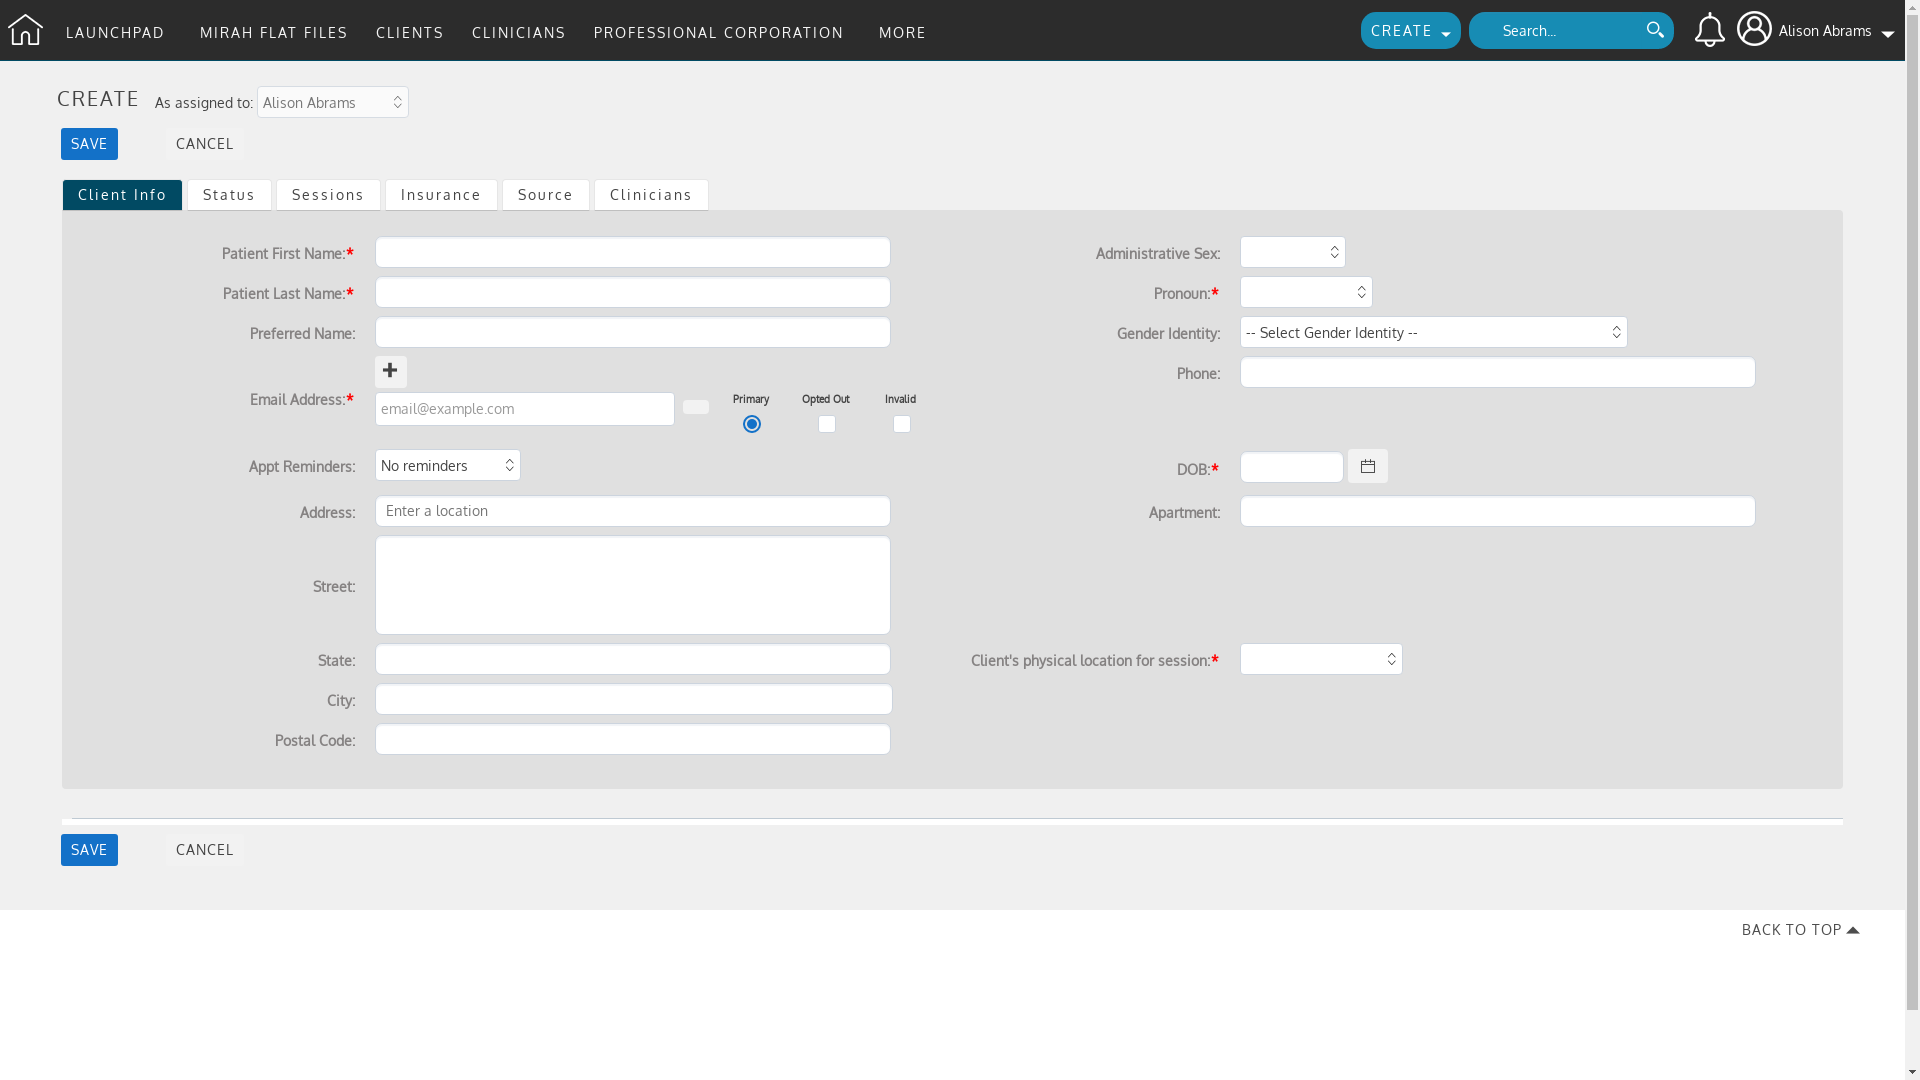 LAUNCHPAD MIRAH FLAT FILES CLIENTS CLINICIANS PROFESSIONAL CORPORATION MORE CREATE Search... Alison Abrams
CREATE As assigned to: Alison Abrams
SAVE CANCEL
Client Info Status Sessions Insurance Source Clinicians
Patient First Name:* Administrative Sex:
Patient Last Name:* Pronoun:*
Preferred Name: Gender Identity: -- Select Gender Identity --
Phone:
Email Address:* email@example.com Primary Opted Out Invalid
Appt Reminders: No reminders DOB:*
Address: Enter a location Apartment:
Street:
State: Client's physical location for session:*
City:
Postal Code:
SAVE CANCEL
BACK TO TOP